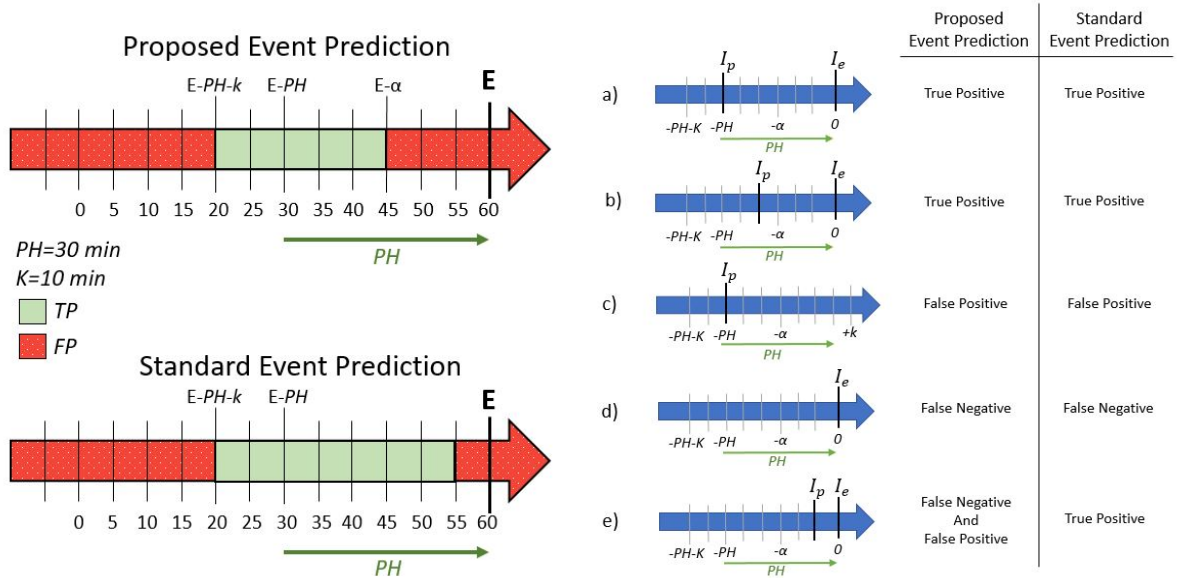 Proposed Event Prediction
E-PH-k E-PH E-α E
0 5 10 15 20 25 30 35 40 45 50 55 60
PH
PH=30 min
K=10 min
TP
FP
Standard Event Prediction
E-PH-k E-PH E
0 5 10 15 20 25 30 35 40 45 50 55 60
PH
Proposed Standard
Event Prediction Event Prediction
Ip Ie
a) True Positive True Positive
-PH-K -PH -α 0
PH
Ip Ie
b) True Positive True Positive
-PH-K -PH -α 0
PH
Ip
c) False Positive False Positive
-PH-K -PH -α +k
PH
Ie
d) False Negative False Negative
-PH-K -PH -α 0
PH
Ip Ie
e) False Negative
And
False Positive
True Positive
-PH-K -PH -α 0
PH